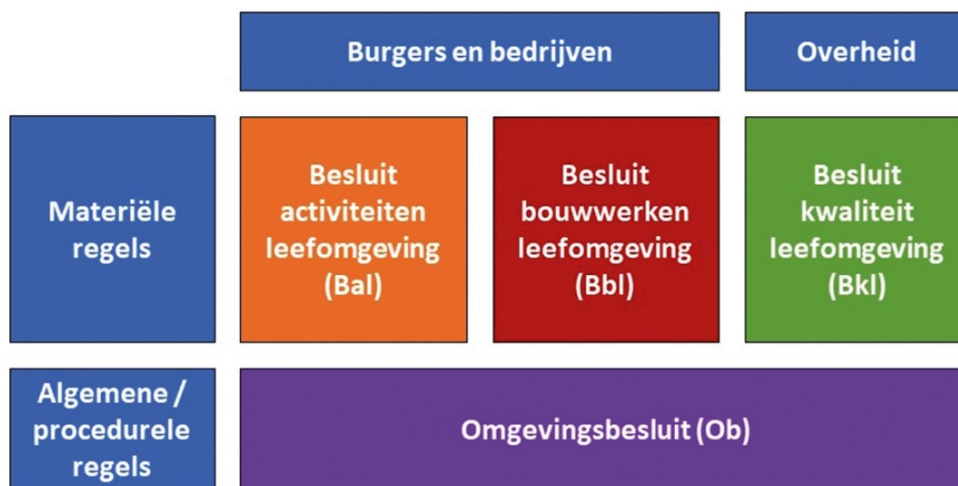 Burgers en bedrijven
Overheid
Materiële
regels
Besluit
activiteiten
leefomgeving
(Bal)
Besluit
bouwwerken
leefomgeving
(Bbl)
Besluit
kwaliteit
leefomgeving
(Bkl)
Algemene /
procedurele
regels
Omgevingsbesluit (Ob)